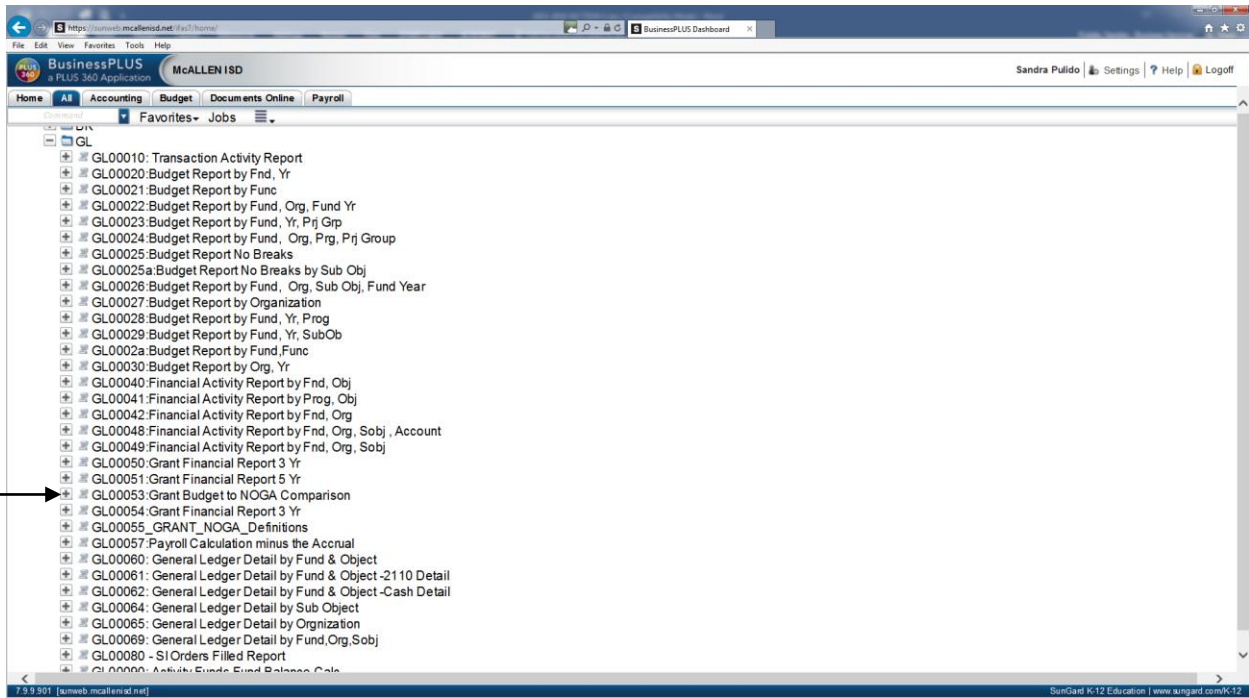 https://sunweb.mcallenisd.net/ifas7/home/
BusinessPLUS Dashboard
File Edit View Favorites Tools Help
PLUS 360
BusinessPLUS
a PLUS 360 Application
McALLEN ISD
Sandra Pulido Settings ? Help Logoff
Home All Accounting Budget Documents Online Payroll
Command Favorites Jobs
BR
GL
GL00010: Transaction Activity Report
GL00020:Budget Report by Fnd, Yr
GL00021:Budget Report by Func
GL00022:Budget Report by Fund, Org, Fund Yr
GL00023:Budget Report by Fund, Yr, Prj Grp
GL00024:Budget Report by Fund, Org, Prg, Prj Group
GL00025:Budget Report No Breaks
GL00025a:Budget Report No Breaks by Sub Obj
GL00026:Budget Report by Fund, Org, Sub Obj, Fund Year
GL00027:Budget Report by Organization
GL00028:Budget Report by Fund, Yr, Prog
GL00029:Budget Report by Fund, Yr, SubOb
GL0002a:Budget Report by Fund,Func
GL00030:Budget Report by Org, Yr
GL00040:Financial Activity Report by Fnd, Obj
GL00041:Financial Activity Report by Prog, Obj
GL00042:Financial Activity Report by Fnd, Org
GL00048:Financial Activity Report by Fnd, Org, Sobj , Account
GL00049:Financial Activity Report by Fnd, Org, Sobj
GL00050:Grant Financial Report 3 Yr
GL00051:Grant Financial Report 5 Yr
GL00053:Grant Budget to NOGA Comparison
GL00054:Grant Financial Report 3 Yr
GL00055_GRANT_NOGA_Definitions
GL00057:Payroll Calculation minus the Accrual
GL00060: General Ledger Detail by Fund & Object
GL00061: General Ledger Detail by Fund & Object -2110 Detail
GL00062: General Ledger Detail by Fund & Object -Cash Detail
GL00064: General Ledger Detail by Sub Object
GL00065: General Ledger Detail by Orgnization
GL00069: General Ledger Detail by Fund,Org,Sobj
GL00080 - SI Orders Filled Report
GL00090: Activity Funds Fund Balance Calc
7.9.9.901 [sunweb.mcallenisd.net] SunGard K-12 Education | www.sungard.com/K-12